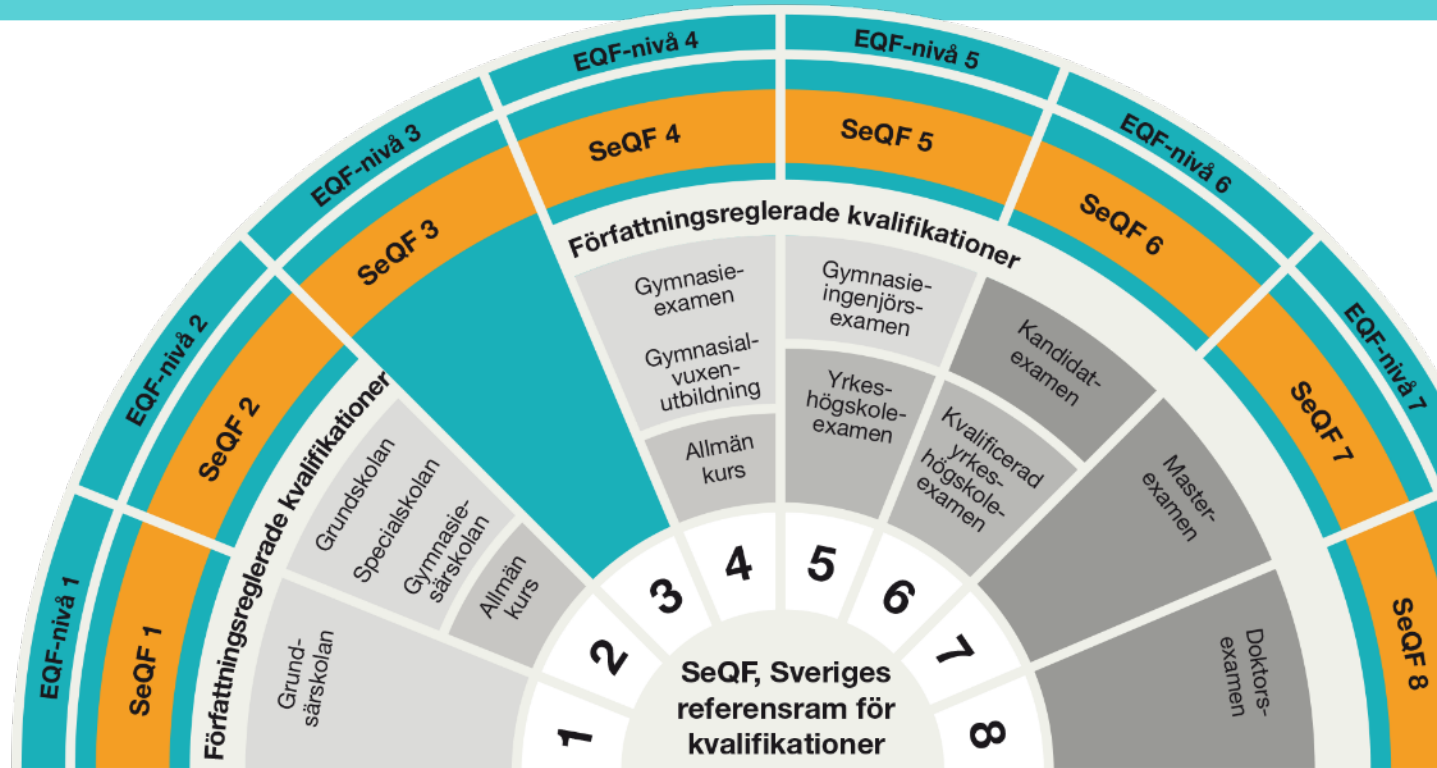 EQF-nivå 1
EQF-nivå 2
EQF-nivå 3
EQF-nivå 4
EQF-nivå 5
EQF-nivå 6
EQF-nivå 7
SeQF 1
SeQF 2
SeQF 3
SeQF 4
SeQF 5
SeQF 6
SeQF 7
SeQF 8
Författningsreglerade kvalifikationer
Författningsreglerade kvalifikationer
Grund-
särskolan
Grundskolan
Specialskolan
Gymnasie-
särskolan
Allmän
kurs
Gymnasie-
examen
Gymnasial-
vuxen-
utbildning
Allmän
kurs
Gymnasie-
ingenjörs-
examen
Yrkes-
högskole-
examen
Kandidat-
examen
Kvalificerad
yrkes-
högskole-
examen
Master-
examen
Doktors-
examen
1
2
3
4
5
6
7
8
SeQF, Sveriges
referensram för
kvalifikationer